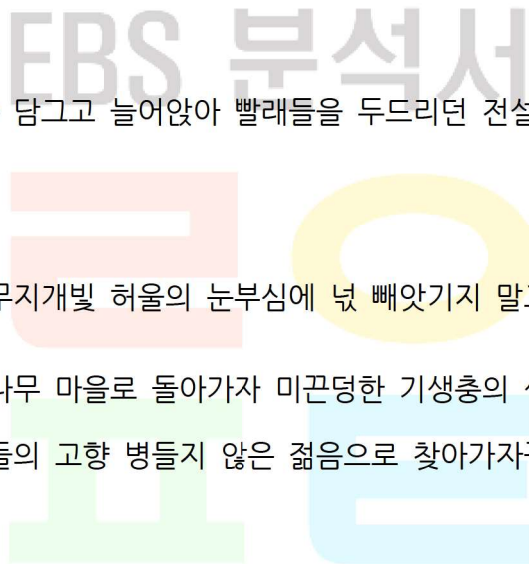 EBS 분석서
담그고 늘어앉아 빨래들을 두드리던 전설
무지개빛 허울의 눈부심에 넋 빼앗기지 말고
나무 마을로 돌아가자 미끈덩한 기생충의
들의 고향 병들지 않은 젊음으로 찾아가자꾸나